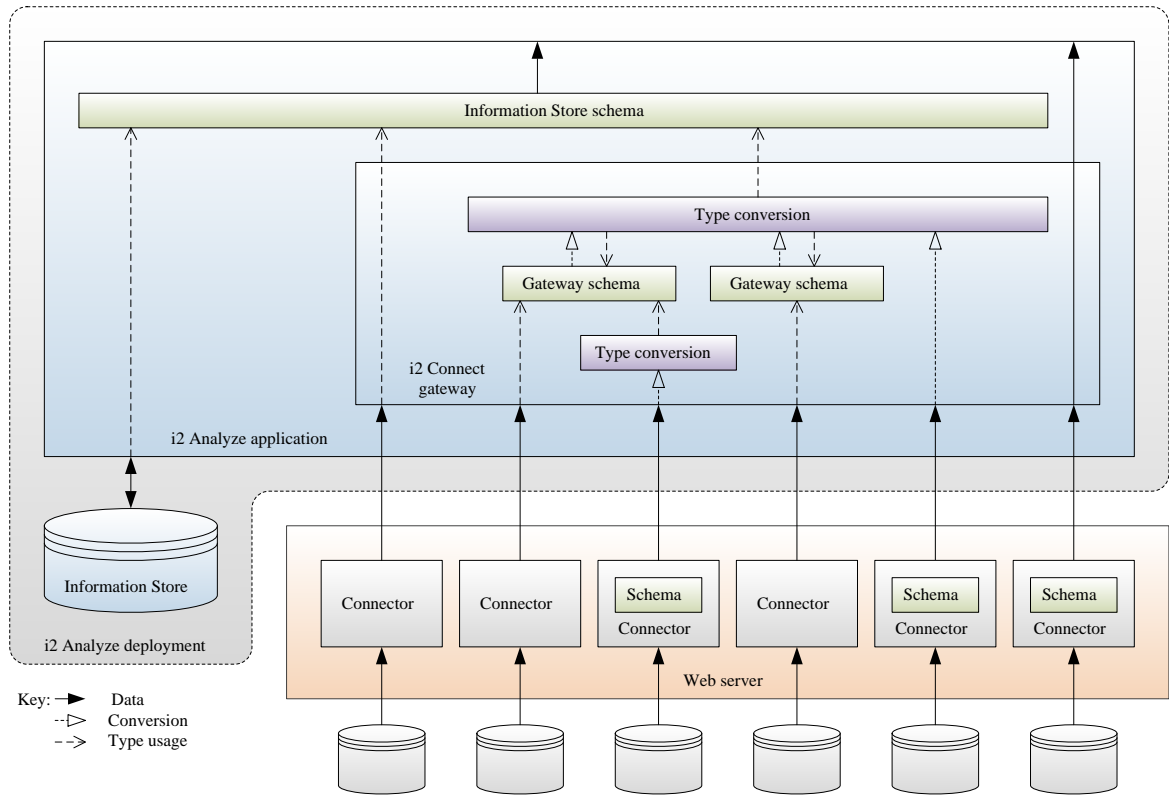 Information Store schema
Type conversion
Gateway schema
Gateway schema
Type conversion
i2 Connect
gateway
i2 Analyze application
Information Store
i2 Analyze deployment
Connector
Connector
Schema
Connector
Connector
Schema
Connector
Schema
Connector
Web server
Key: Data
Conversion
Type usage